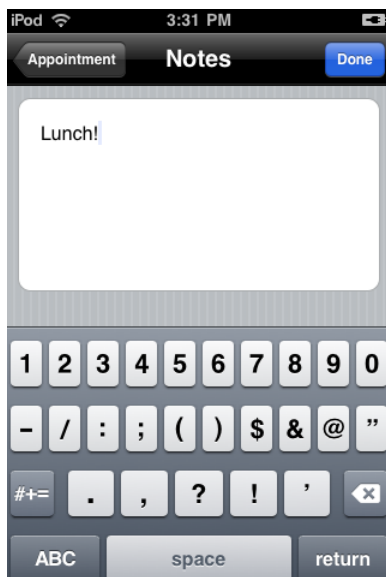 iPod 3:31 PM
Appointment Notes Done
Lunch!
1 2 3 4 5 6 7 8 9 0
- / : ; ( ) $ & @ ”
#+= . , ? ! ’
ABC space return